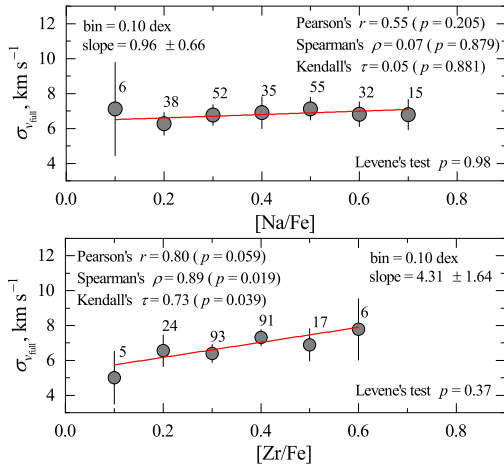 bin = 0.10 dex
slope = 0.96 ± 0.66
Pearson's r = 0.55 ( p = 0.205)
Spearman's ρ = 0.07 ( p = 0.879)
Kendall's τ = 0.05 ( p = 0.881)
12
10
8
6
4
σvfull, km s−1
6 38 52 35 55 32 15
Levene's test p = 0.98
0.0 0.2 0.4 0.6 0.8
[Na/Fe]
Pearson's r = 0.80 ( p = 0.059)
Spearman's ρ = 0.89 ( p = 0.019)
Kendall's τ = 0.73 ( p = 0.039)
bin = 0.10 dex
slope = 4.31 ± 1.64
12
10
8
6
4
σvfull, km s−1
5 24 93 91 17 6
Levene's test p = 0.37
0.0 0.2 0.4 0.6 0.8
[Zr/Fe]